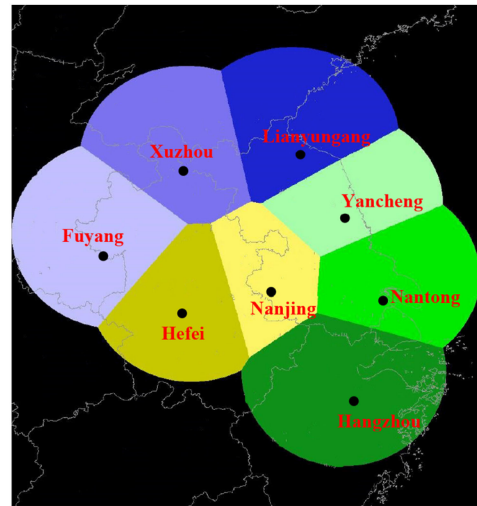 Lianyungang
Xuzhou
Yancheng
Fuyang
Nanjing
Nantong
Hefei
Hangzhou